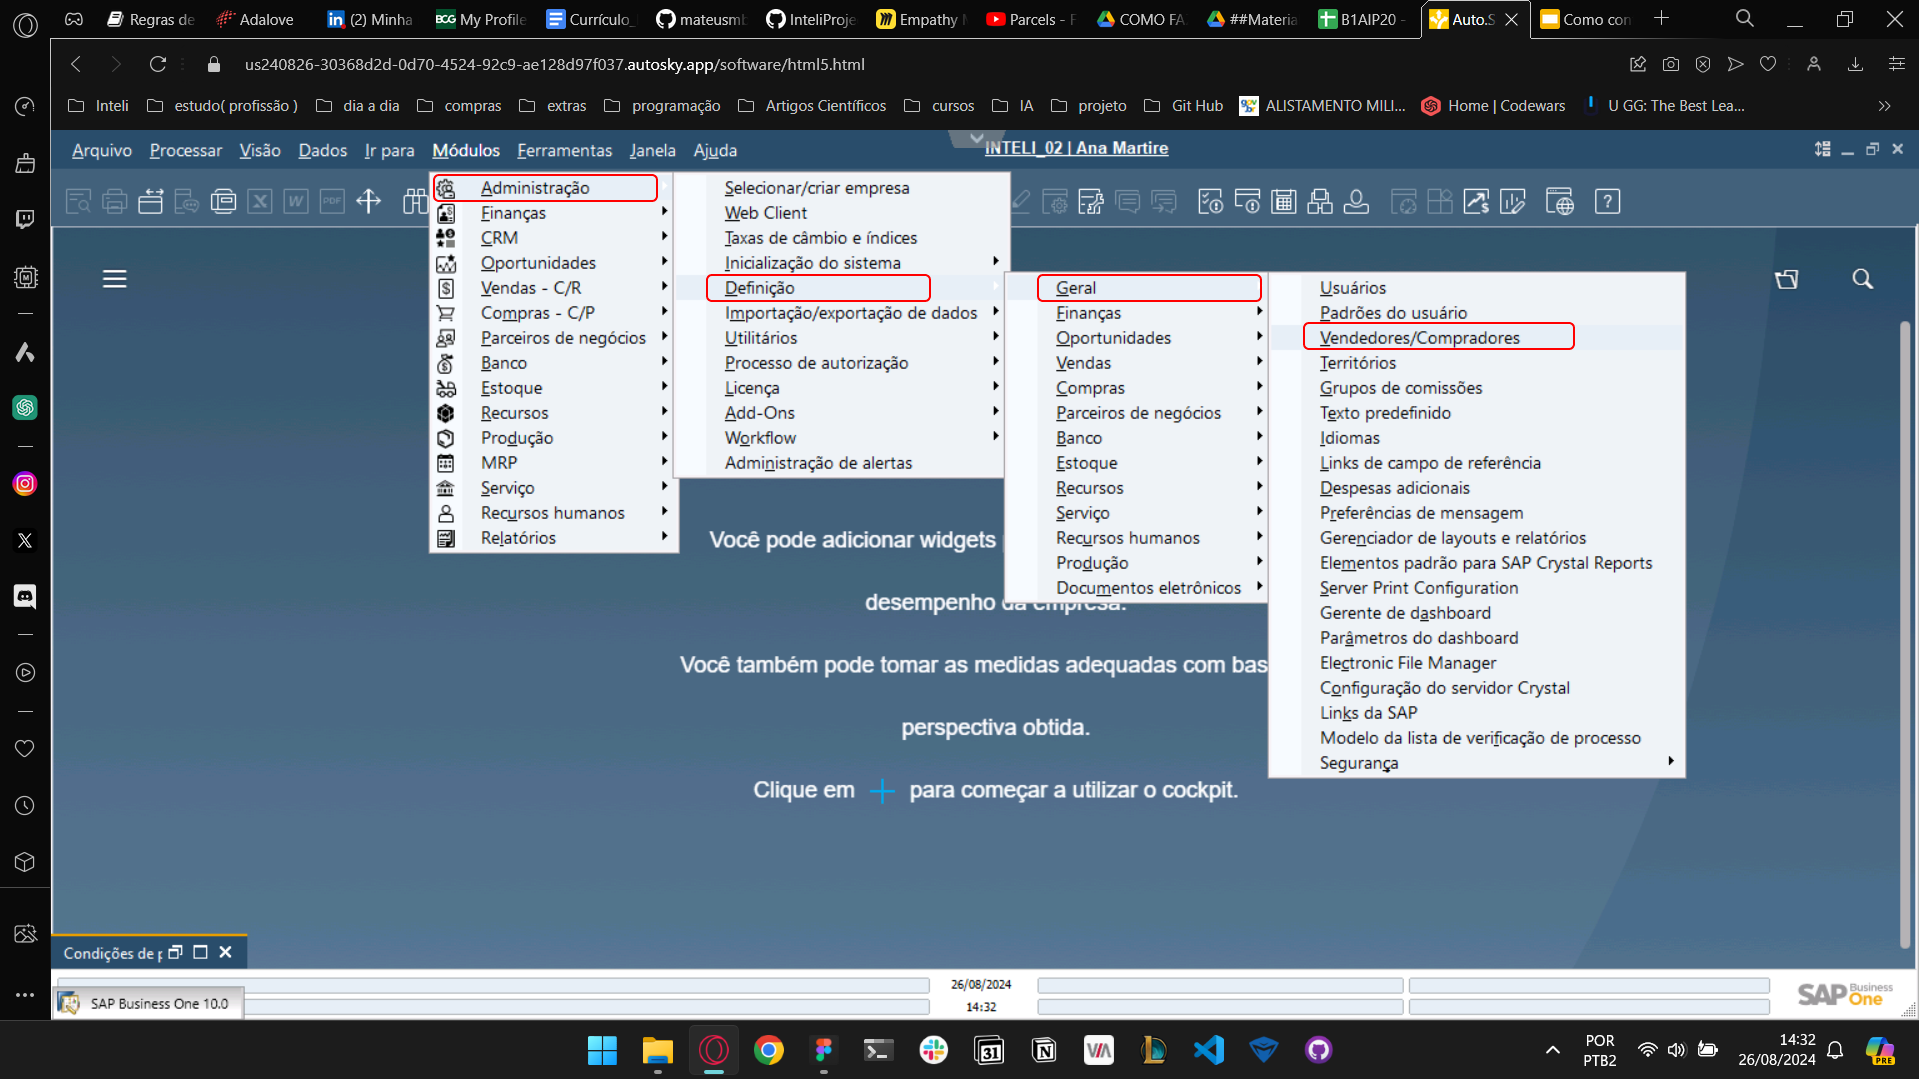 Regras de
Adalove
(2) Minha
BCG My Profile
Currículo_
mateusmb
InteliProje
Empathy M
Parcels - F
COMO FA
##Materia
B1AIP20 -
Auto.S
Como con
us240826-30368d2d-0d70-4524-92c9-ae128d97f037.autosky.app/software/html5.html
Inteli
estudo( profissão )
dia a dia
compras
extras
programação
Artigos Científicos
cursos
IA
projeto
Git Hub
ALISTAMENTO MILI...
Home | Codewars
U GG: The Best Lea...
Arquivo Processar Visão Dados Ir para Módulos Ferramentas Janela Ajuda
INTELI_02 | Ana Martire
Administração
Finanças
CRM
Oportunidades
Vendas - C/R
Compras - C/P
Parceiros de negócios
Banco
Estoque
Recursos
Produção
MRP
Serviço
Recursos humanos
Relatórios
Selecionar/criar empresa
Web Client
Taxas de câmbio e índices
Inicialização do sistema
Definição
Importação/exportação de dados
Utilitários
Processo de autorização
Licença
Add-Ons
Workflow
Administração de alertas
Geral
Finanças
Oportunidades
Vendas
Compras
Parceiros de negócios
Banco
Estoque
Recursos
Serviço
Recursos humanos
Produção
Documentos eletrônicos
Usuários
Padrões do usuário
Vendedores/Compradores
Territórios
Grupos de comissões
Texto predefinido
Idiomas
Links de campo de referência
Despesas adicionais
Preferências de mensagem
Gerenciador de layouts e relatórios
Elementos padrão para SAP Crystal Reports
Server Print Configuration
Gerente de dashboard
Parâmetros do dashboard
Electronic File Manager
Configuração do servidor Crystal
Links da SAP
Modelo da lista de verificação de processo
Segurança
Você pode adicionar widgets
desempenho da empresa.
Você também pode tomar as medidas adequadas com bas
perspectiva obtida.
Clique em + para começar a utilizar o cockpit.
Condições de p
26/08/2024
14:32
SAP Business One
SAP Business One 10.0
POR
PTB2
14:32
26/08/2024